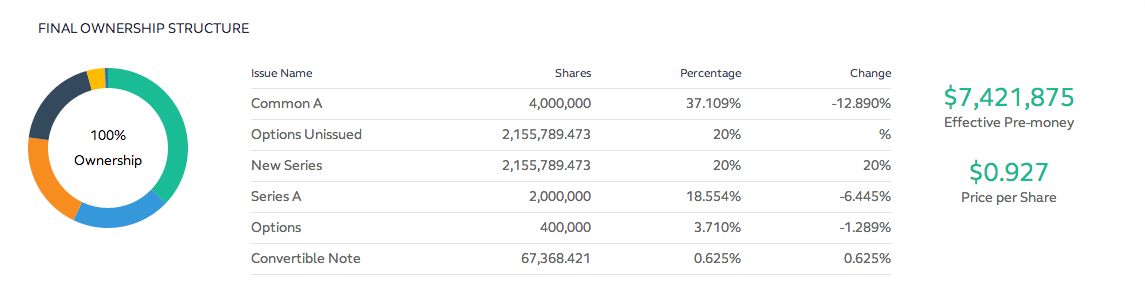 FINAL OWNERSHIP STRUCTURE
100%
Ownership
Issue Name Shares Percentage Change
Common A 4,000,000 37.109% -12.890%
Options Unissued 2,155,789.473 20% %
New Series 2,155,789.473 20% 20%
Series A 2,000,000 18.554% -6.445%
Options 400,000 3.710% -1.289%
Convertible Note 67,368.421 0.625% 0.625%
$7,421,875
Effective Pre-money
$0.927
Price per Share